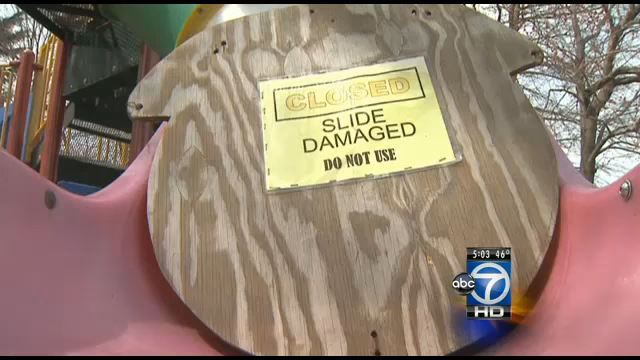 CLOSED
SLIDE
DAMAGED
DO NOT USE
5:03 46°
abc 7
HD